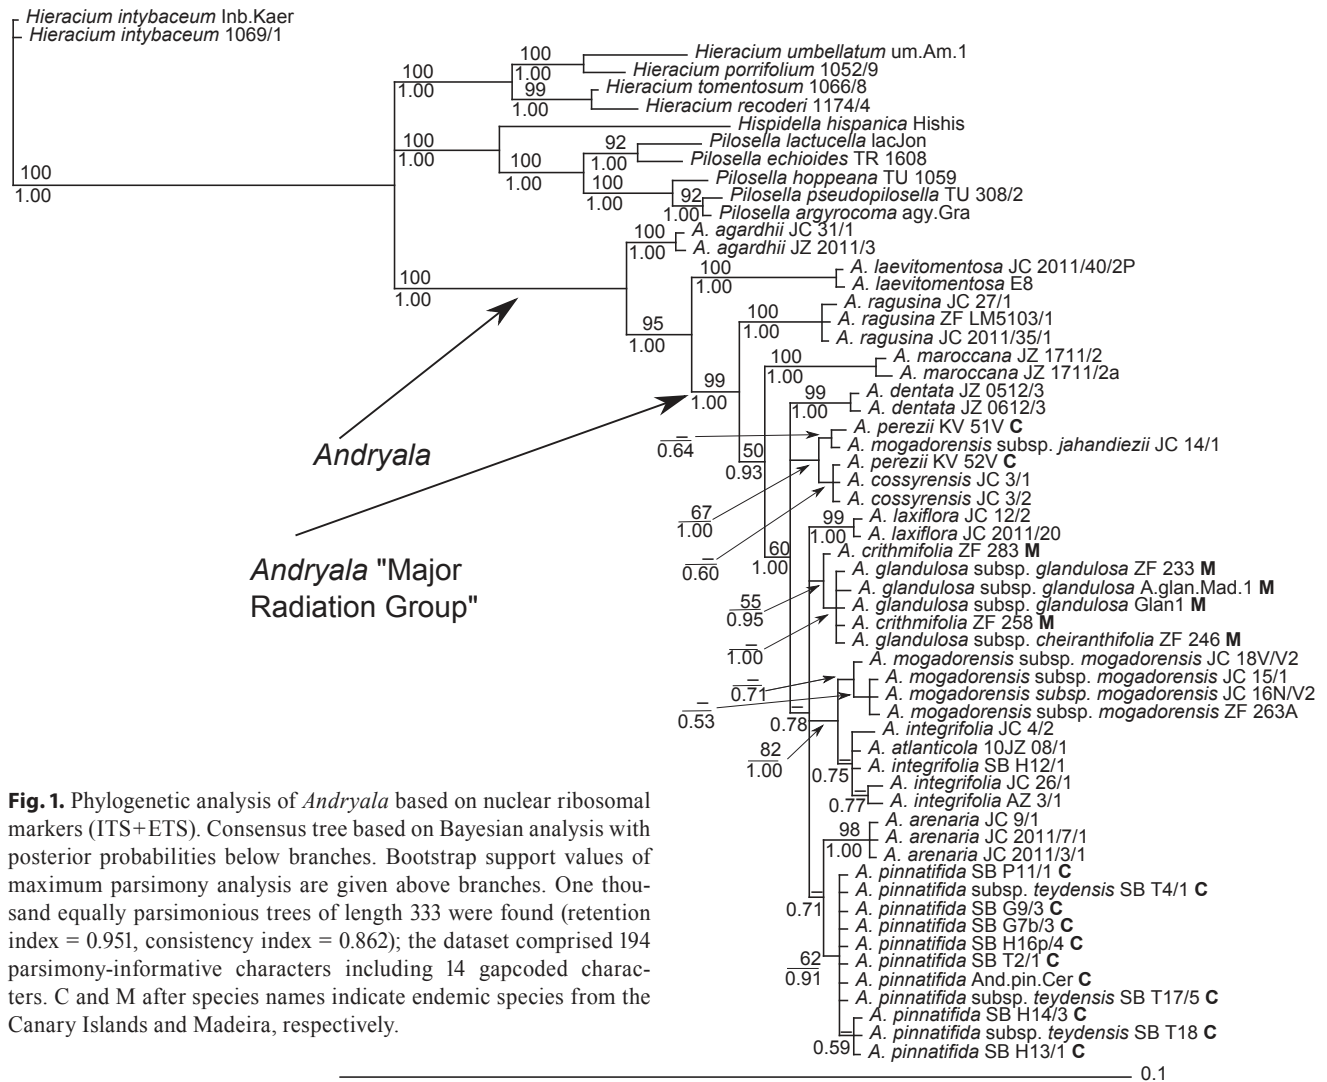 Hieracium intybaceum Inb.Kaer
Hieracium intybaceum 1069/1
Hieracium umbellatum um.Am.1
100
1.00
Hieracium porrifolium 1052/9
100
1.00
Hieracium tomentosum 1066/8
99
1.00
Hieracium recoderi 1174/4
Hispidella hispanica Hishis
100
1.00
Pilosella lactucella lacJon
92
1.00
Pilosella echioides TR 1608
100
1.00
Pilosella hoppeana TU 1059
100
1.00
Pilosella pseudopilosella TU 308/2
92
1.00
Pilosella argyrocoma agy.Gra
100
1.00
A. agardhii JC 31/1
100
1.00
A. agardhii JZ 2011/3
A. laevitomentosa JC 2011/40/2P
100
1.00
A. laevitomentosa E8
100
1.00
A. ragusina JC 27/1
100
1.00
A. ragusina ZF LM5103/1
95
1.00
A. ragusina JC 2011/35/1
A. maroccana JZ 1711/2
100
1.00
A. maroccana JZ 1711/2a
99
1.00
A. dentata JZ 0512/3
99
1.00
A. dentata JZ 0612/3
A. perezii KV 51V C
–
0.64
A. mogadorensis subsp. jahandiezii JC 14/1
Andryala
50
0.93
A. perezii KV 52V C
A. cossyrensis JC 3/1
A. cossyrensis JC 3/2
67
1.00
A. laxiflora JC 12/2
99
1.00
A. laxiflora JC 2011/20
60
1.00
A. crithmifolia ZF 283 M
–
0.60
A. glandulosa subsp. glandulosa ZF 233 M
Andryala "Major
Radiation Group"
A. glandulosa subsp. glandulosa A.glan.Mad.1 M
55
0.95
A. glandulosa subsp. glandulosa Glan1 M
A. crithmifolia ZF 258 M
A. glandulosa subsp. cheiranthifolia ZF 246 M
–
1.00
A. mogadorensis subsp. mogadorensis JC 18V/V2
A. mogadorensis subsp. mogadorensis JC 15/1
–
0.71
A. mogadorensis subsp. mogadorensis JC 16N/V2
–
0.53
A. mogadorensis subsp. mogadorensis ZF 263A
–
0.78
A. integrifolia JC 4/2
A. atlanticola 10JZ 08/1
82
1.00
A. integrifolia SB H12/1
–
0.75
A. integrifolia JC 26/1
–
0.77
A. integrifolia AZ 3/1
A. arenaria JC 9/1
98
1.00
A. arenaria JC 2011/7/1
A. arenaria JC 2011/3/1
A. pinnatifida SB P11/1 C
A. pinnatifida subsp. teydensis SB T4/1 C
–
0.71
A. pinnatifida SB G9/3 C
A. pinnatifida SB G7b/3 C
A. pinnatifida SB H16p/4 C
A. pinnatifida SB T2/1 C
62
0.91
A. pinnatifida And.pin.Cer C
A. pinnatifida subsp. teydensis SB T17/5 C
A. pinnatifida SB H14/3 C
A. pinnatifida subsp. teydensis SB T18 C
–
0.59
A. pinnatifida SB H13/1 C
0.1
Fig. 1. Phylogenetic analysis of Andryala based on nuclear ribosomal
markers (ITS+ETS). Consensus tree based on Bayesian analysis with
posterior probabilities below branches. Bootstrap support values of
maximum parsimony analysis are given above branches. One thou-
sand equally parsimonious trees of length 333 were found (retention
index = 0.951, consistency index = 0.862); the dataset comprised 194
parsimony-informative characters including 14 gapcoded charac-
ters. C and M after species names indicate endemic species from the
Canary Islands and Madeira, respectively.